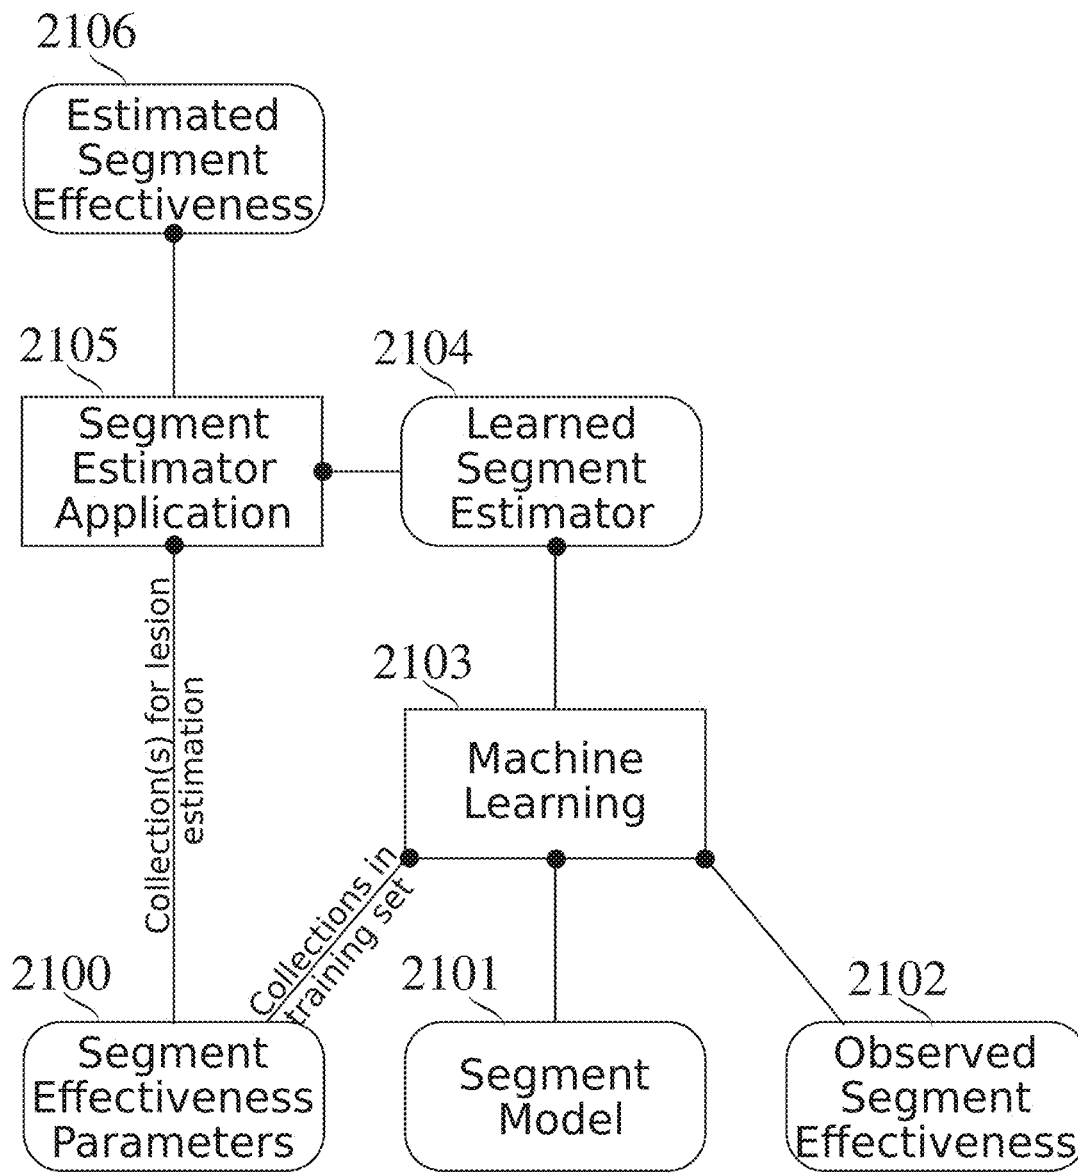 2106
Estimated
Segment
Effectiveness
2105
Segment
Estimator
Application
2104
Learned
Segment
Estimator
Collection(s) for lesion
estimation
2103
Machine
Learning
Collections in
training set
2100
Segment
Effectiveness
Parameters
2101
Segment
Model
2102
Observed
Segment
Effectiveness